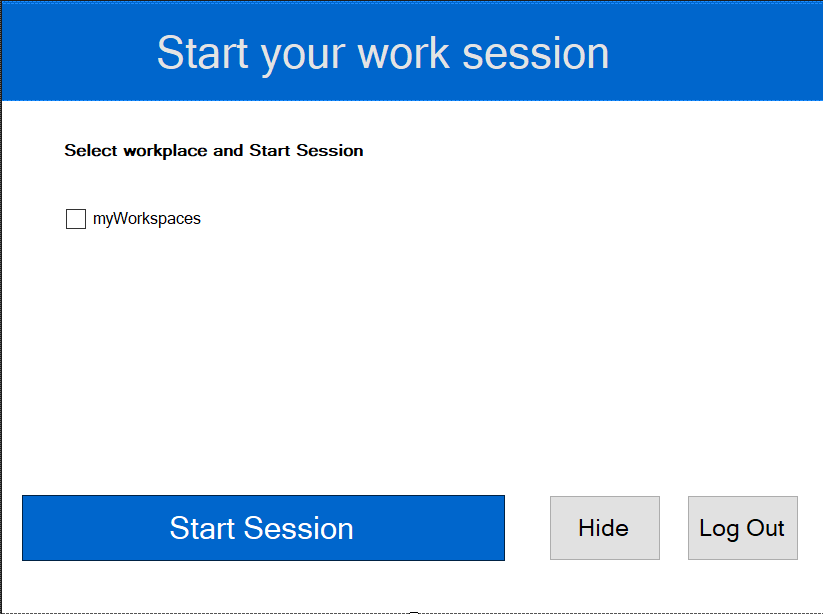 Start your work session
Select workplace and Start Session
myWorkspaces
Start Session
Hide
Log Out